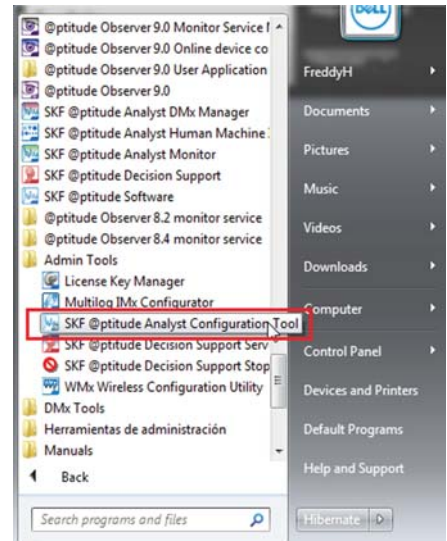 @ptitude Observer 9.0 Monitor Service
@ptitude Observer 9.0 Online device co
@ptitude Observer 9.0 User Application
@ptitude Observer 9.0
SKF @ptitude Analyst DMx Manager
SKF @ptitude Analyst Human Machine
SKF @ptitude Analyst Monitor
SKF @ptitude Decision Support
SKF @ptitude Software
@ptitude Observer 8.2 monitor service
@ptitude Observer 8.4 monitor service
Admin Tools
License Key Manager
Multilog IMx Configurator
SKF @ptitude Analyst Configuration Tool
SKF @ptitude Decision Support Serv
SKF @ptitude Decision Support Stop
WMx Wireless Configuration Utility
DMx Tools
Herramientas de administración
Manuals
Back
Search programs and files
DELL
FreddyH
Documents
Pictures
Music
Videos
Downloads
Computer
Control Panel
Devices and Printers
Default Programs
Help and Support
Hibernate